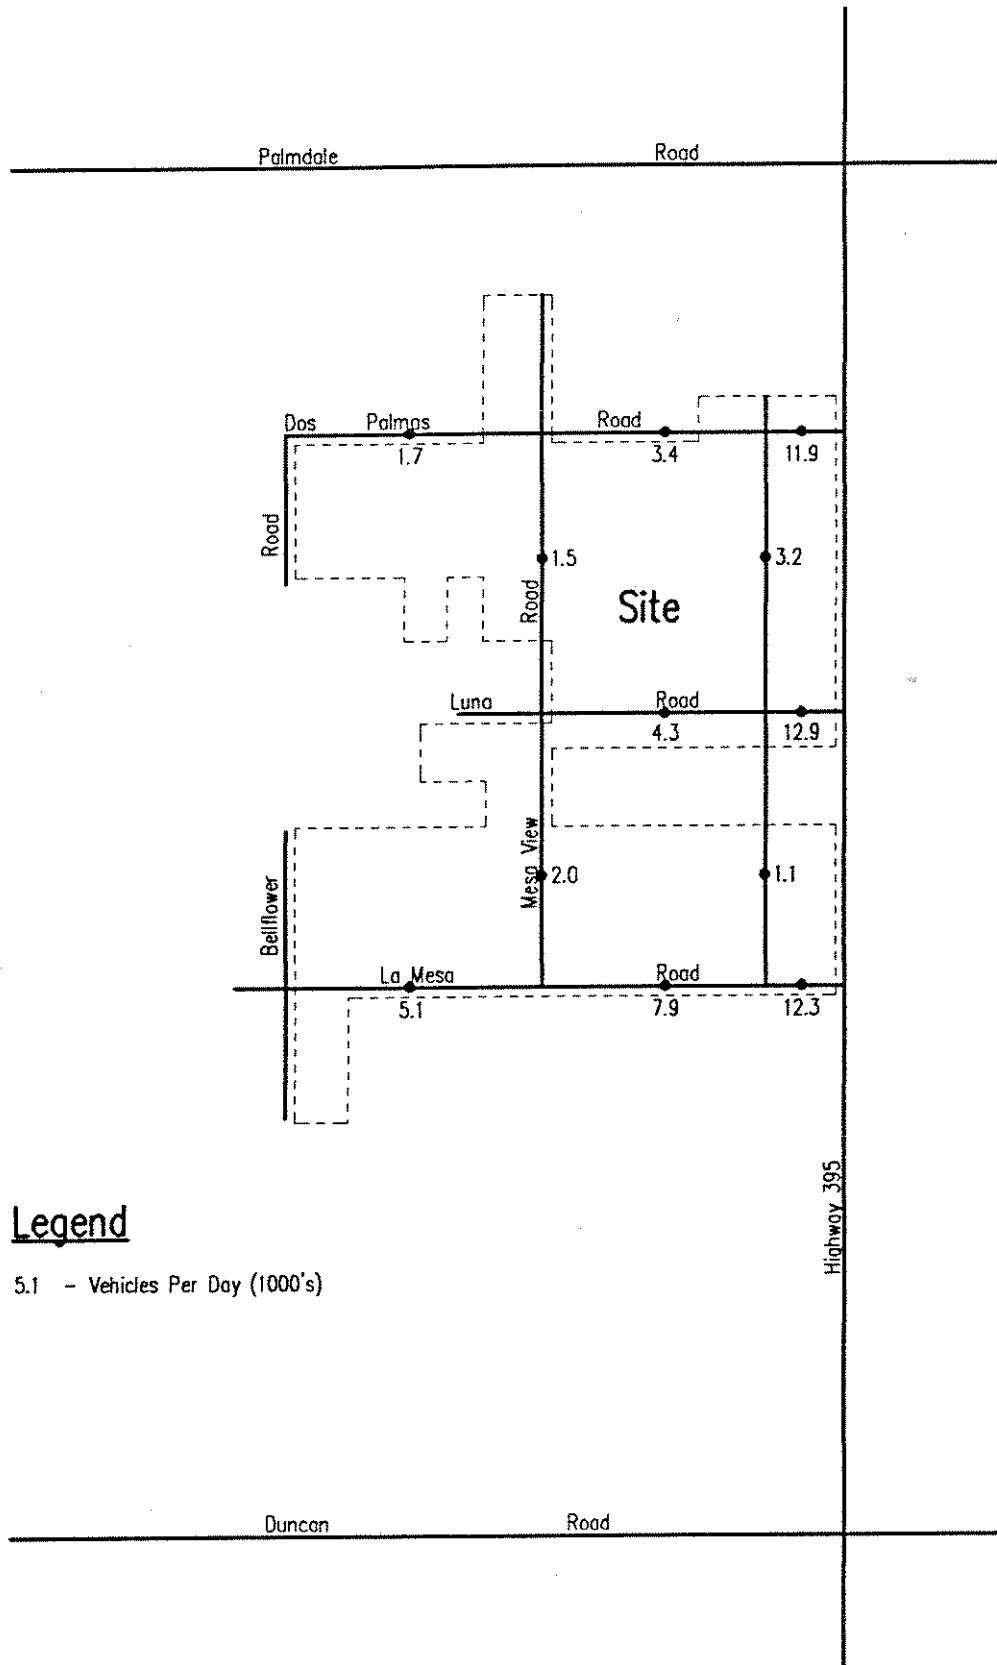 Palmdale Road
Dos Palmas Road
1.7 3.4 11.9
Road
1.5
Road
3.2
Site
Luna Road
4.3 12.9
Mesa View
2.0
1.1
Bellflower
La Mesa Road
5.1 7.9 12.3
Highway 395
Legend
5.1 - Vehicles Per Day (1000's)
Duncan Road